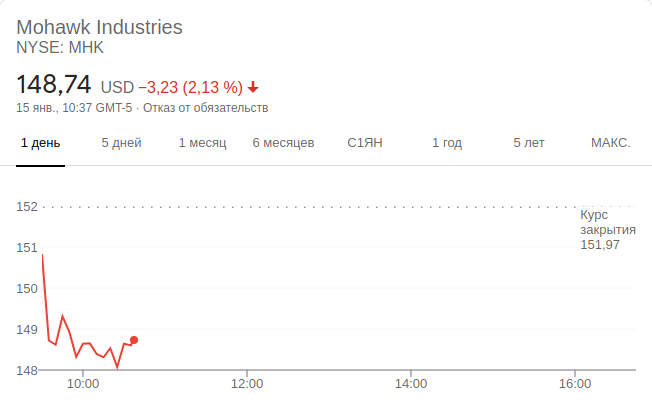 Mohawk Industries
NYSE: MHK
148,74 USD −3,23 (2,13 %)
15 янв., 10:37 GMT-5 · Отказ от обязательств
1 день 5 дней 1 месяц 6 месяцев С1ЯН 1 год 5 лет МАКС.
152
Курс
закрытия
151,97
151
150
149
148
10:00 12:00 14:00 16:00